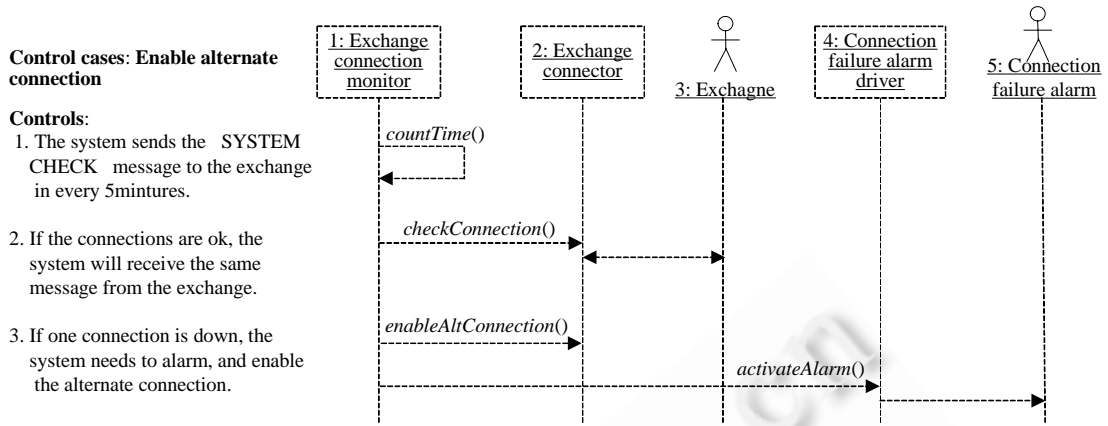 Control cases: Enable alternate
connection
Controls:
1. The system sends the SYSTEM
CHECK message to the exchange
in every 5mintures.
2. If the connections are ok, the
system will receive the same
message from the exchange.
3. If one connection is down, the
system needs to alarm, and enable
the alternate connection.
1: Exchange
connection
monitor
2: Exchange
connector
3: Exchagne
4: Connection
failure alarm
driver
5: Connection
failure alarm
countTime()
checkConnection()
enableAltConnection()
activateAlarm()